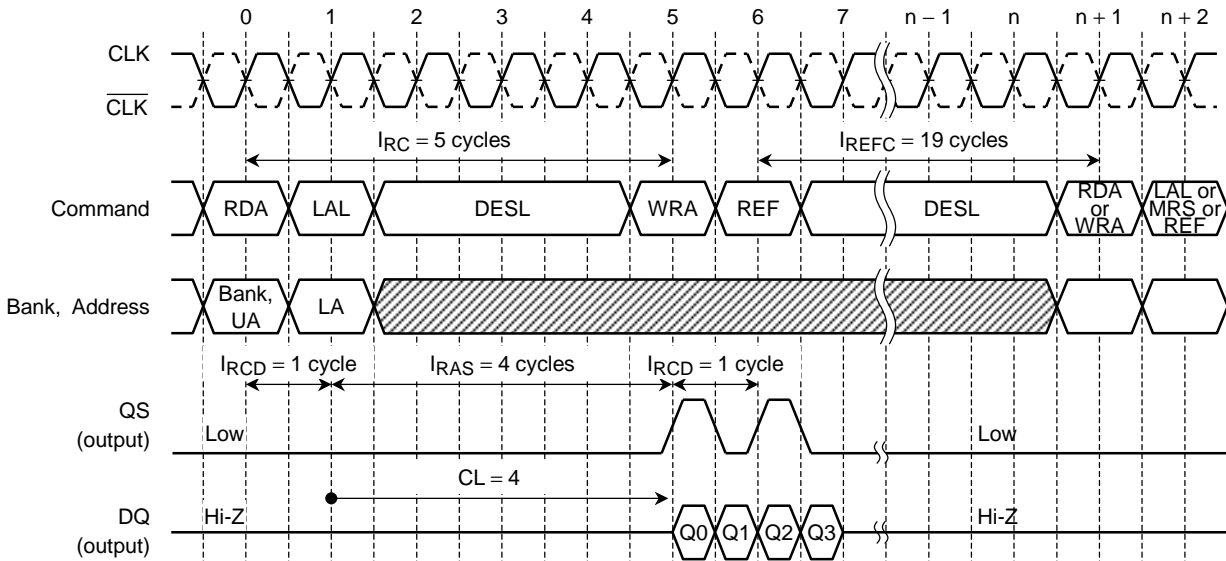 0 1 2 3 4 5 6 7 n − 1 n n + 1 n + 2
CLK
CLK
IRC = 5 cycles
IREFC = 19 cycles
Command
RDA
LAL
DESL
WRA
REF
DESL
RDA
or
WRA
LAL or
MRS or
REF
Bank, Address
Bank,
UA
LA
IRCD = 1 cycle
IRAS = 4 cycles
IRCD = 1 cycle
QS
(output)
Low
Low
CL = 4
DQ
(output)
Hi-Z
Q0 Q1 Q2 Q3
Hi-Z